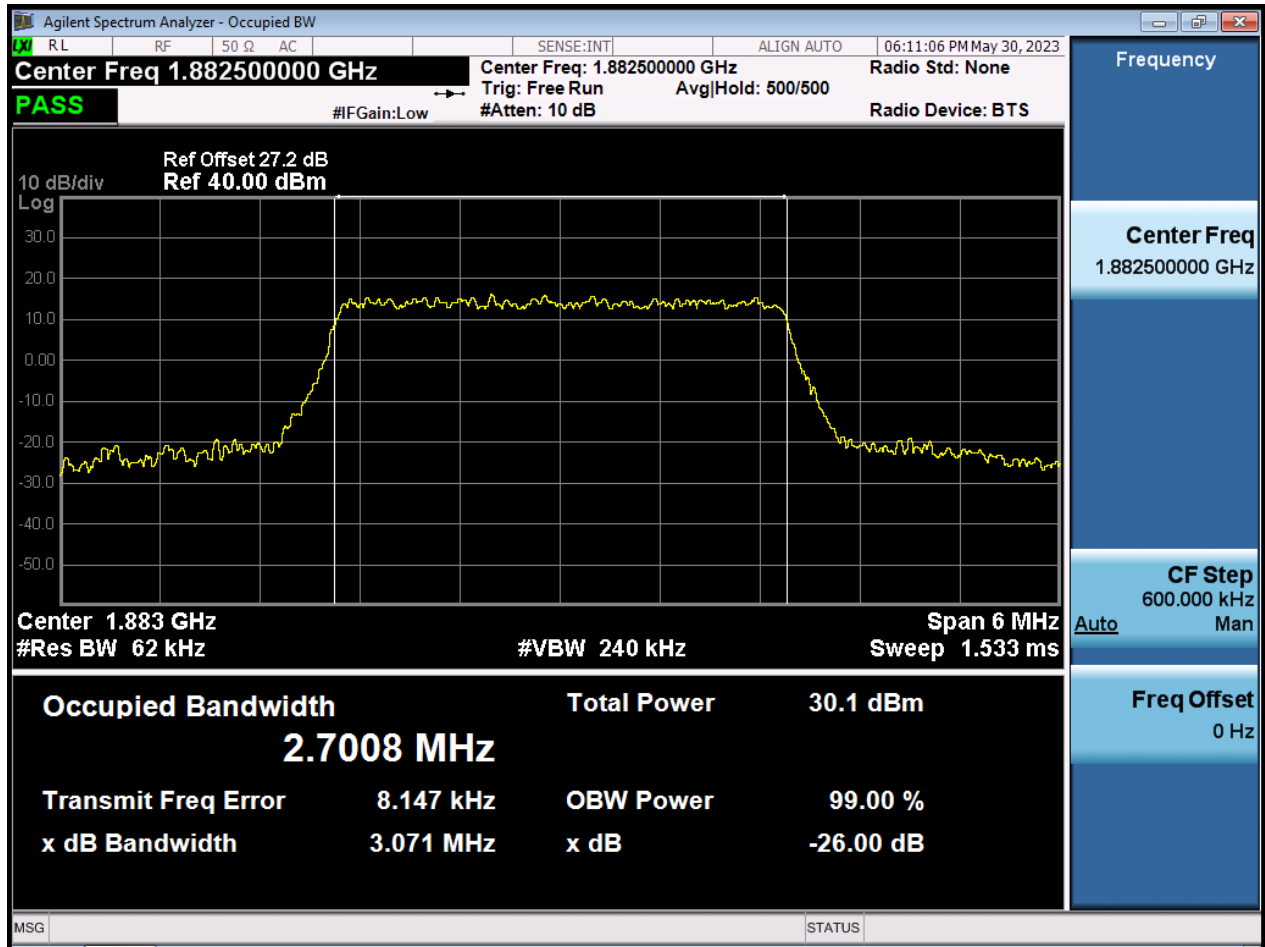 Agilent Spectrum Analyzer - Occupied BW
LXI RL RF 50 Ω AC SENSE:INT ALIGN AUTO 06:11:06 PM May 30, 2023
Center Freq 1.882500000 GHz
PASS
#IFGain:Low
Center Freq: 1.882500000 GHz
Trig: Free Run Avg|Hold: 500/500
#Atten: 10 dB
Radio Std: None
Radio Device: BTS
Ref Offset 27.2 dB
10 dB/div Ref 40.00 dBm
Log
30.0
20.0
10.0
0.00
-10.0
-20.0
-30.0
-40.0
-50.0
Center 1.883 GHz Span 6 MHz
#Res BW 62 kHz #VBW 240 kHz Sweep 1.533 ms
Occupied Bandwidth Total Power 30.1 dBm
2.7008 MHz
Transmit Freq Error 8.147 kHz OBW Power 99.00 %
x dB Bandwidth 3.071 MHz x dB -26.00 dB
MSG STATUS
Frequency
Center Freq
1.882500000 GHz
CF Step
600.000 kHz
Auto Man
Freq Offset
0 Hz